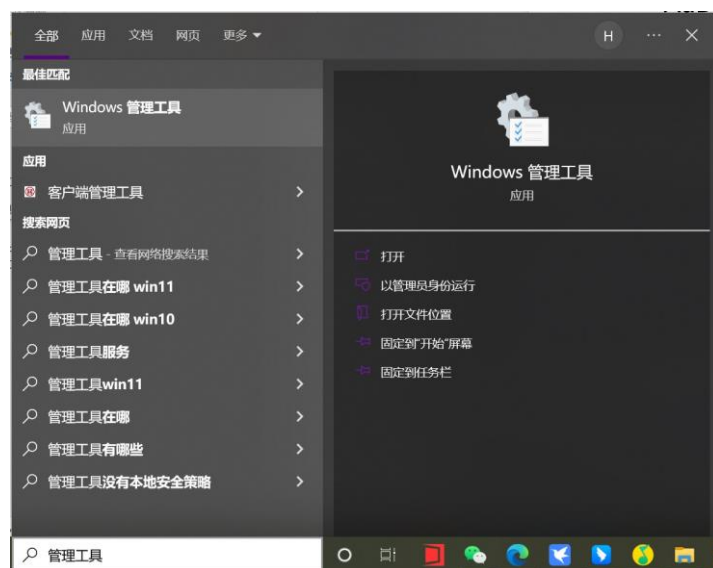 全部 应用 文档 网页 更多
H
最佳匹配
Windows 管理工具
应用
应用
客户端管理工具
搜索网页
管理工具 - 查看网络搜索结果
管理工具在哪 win11
管理工具在哪 win10
管理工具服务
管理工具win11
管理工具在哪
管理工具有哪些
管理工具没有本地安全策略
Windows 管理工具
应用
打开
以管理员身份运行
打开文件位置
固定到"开始"屏幕
固定到任务栏
管理工具